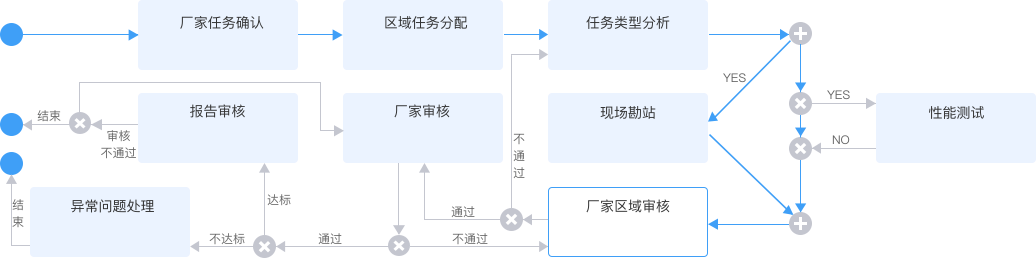 厂家任务确认
区域任务分配
任务类型分析
YES
结束
审核
不通过
报告审核
厂家审核
不
通
过
现场勘站
YES
NO
性能测试
结
束
异常问题处理
不达标
达标
通过
通过
不通过
厂家区域审核